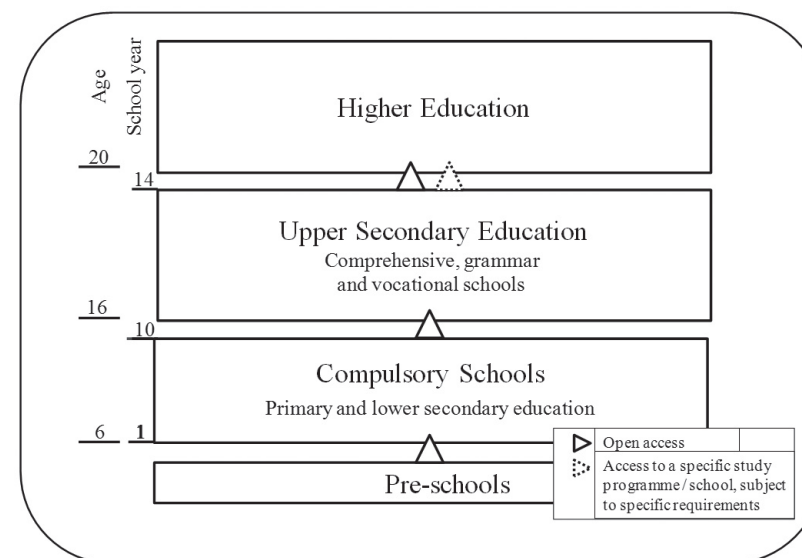 Age
School year
Higher Education
20
14
Upper Secondary Education
Comprehensive, grammar
and vocational schools
16
10
Compulsory Schools
Primary and lower secondary education
6
1
Pre-schools
Open access
Access to a specific study
programme / school, subject
to specific requirements